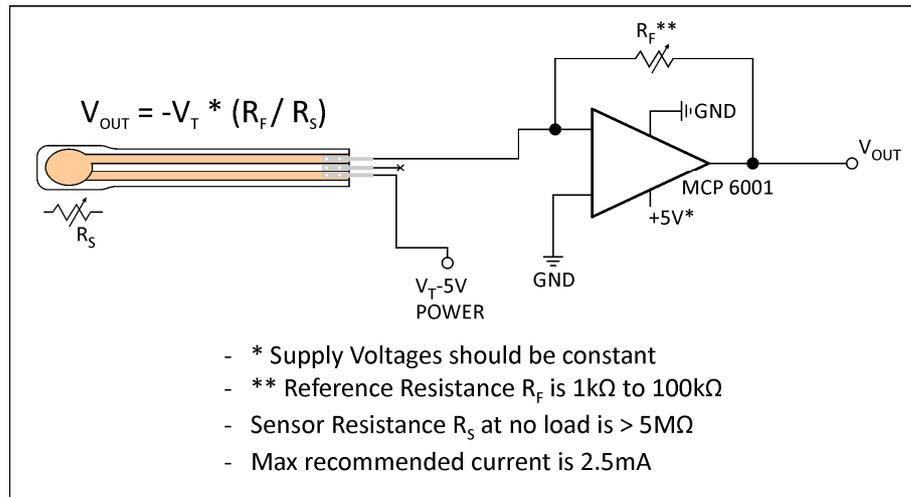 R_F**
V_OUT = -V_T * (R_F / R_S)
GND
V_OUT
MCP 6001
+5V*
R_S
GND
V_T-5V
POWER
- * Supply Voltages should be constant
- ** Reference Resistance R_F is 1kΩ to 100kΩ
- Sensor Resistance R_S at no load is > 5MΩ
- Max recommended current is 2.5mA